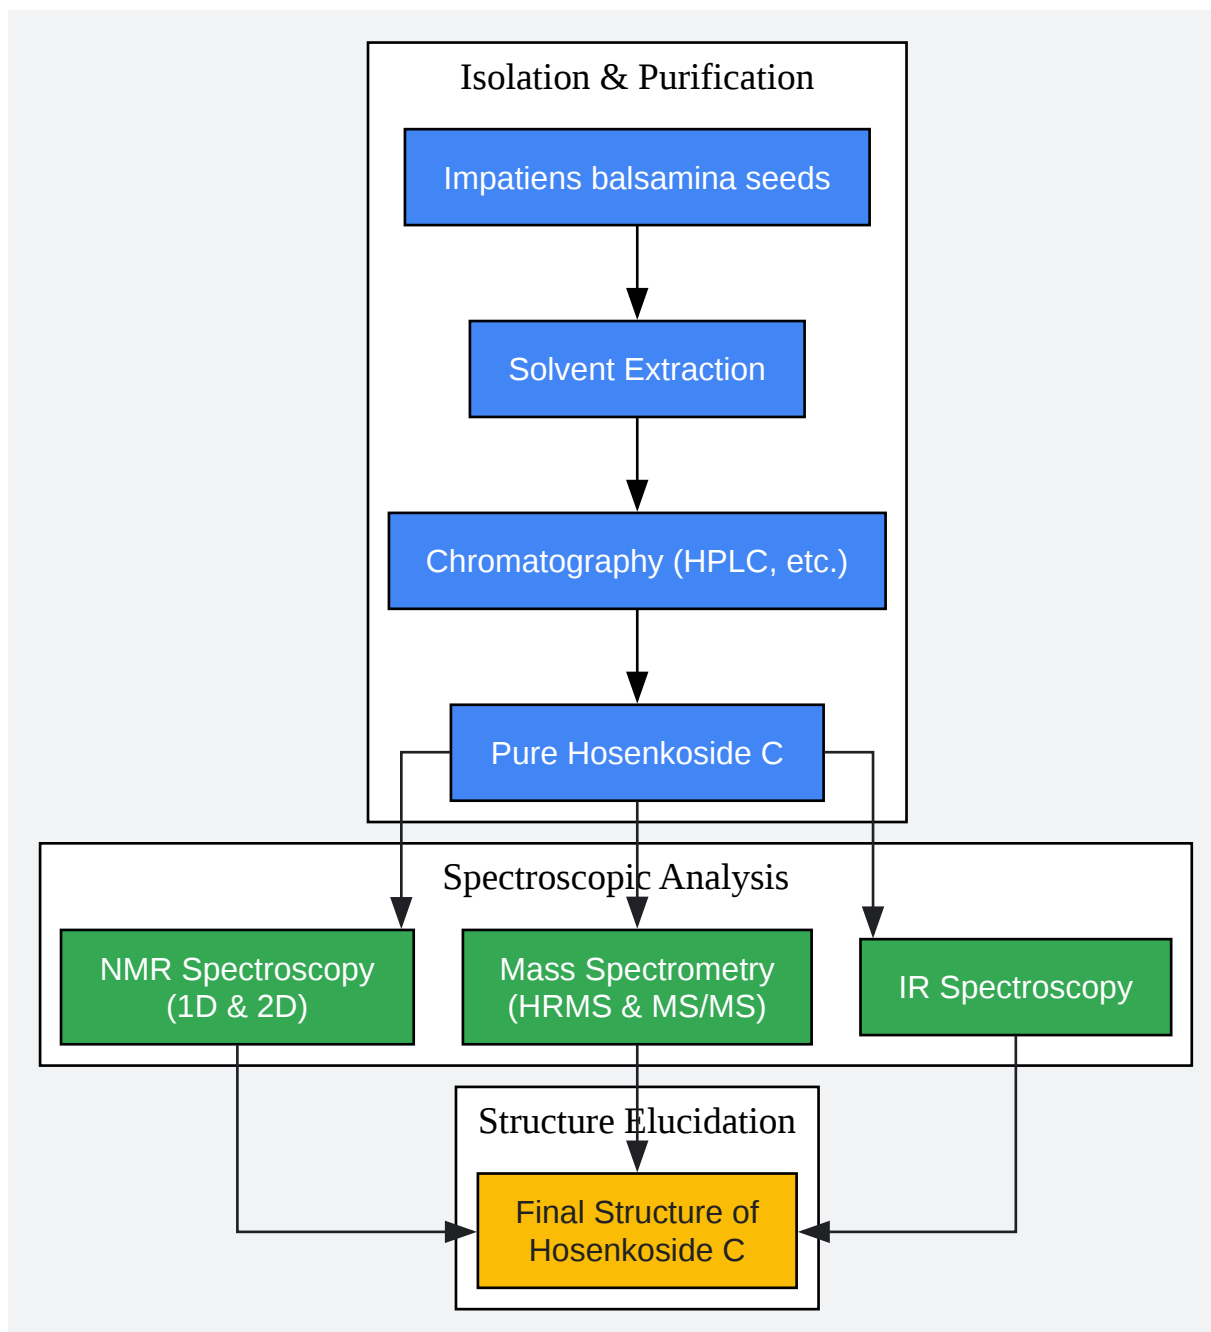 Isolation & Purification
Impatiens balsamina seeds
Solvent Extraction
Chromatography (HPLC, etc.)
Pure Hosenkoside C
Spectroscopic Analysis
NMR Spectroscopy
(1D & 2D)
Mass Spectrometry
(HRMS & MS/MS)
IR Spectroscopy
Structure Elucidation
Final Structure of
Hosenkoside C